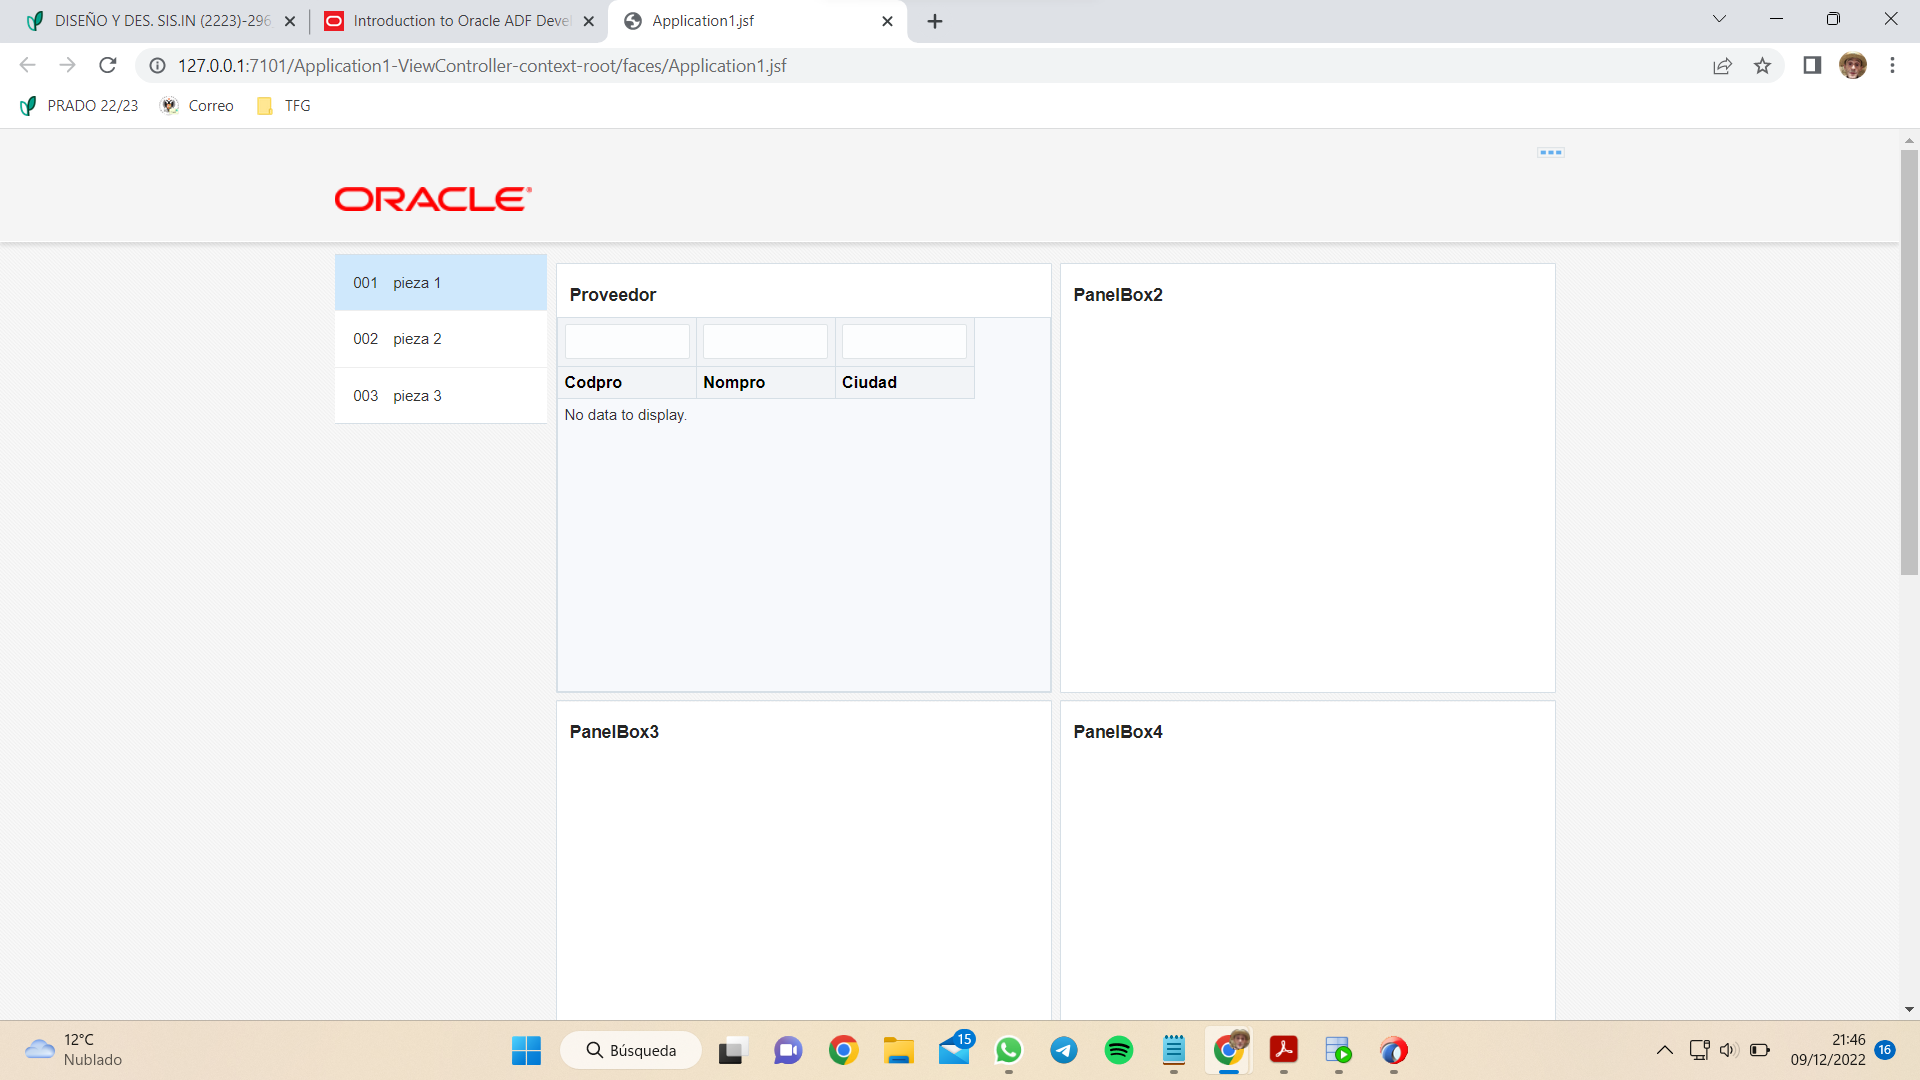 DISEÑO Y DES. SIS.IN (2223)-296
Introduction to Oracle ADF Deve
Application1.jsf
127.0.0.1:7101/Application1-ViewController-context-root/faces/Application1.jsf
PRADO 22/23
Correo
TFG
ORACLE
001 pieza 1
002 pieza 2
003 pieza 3
Proveedor
Codpro Nompro Ciudad
No data to display.
PanelBox2
PanelBox3
PanelBox4
12°C
Nublado
Búsqueda
15
21:46
09/12/2022
16